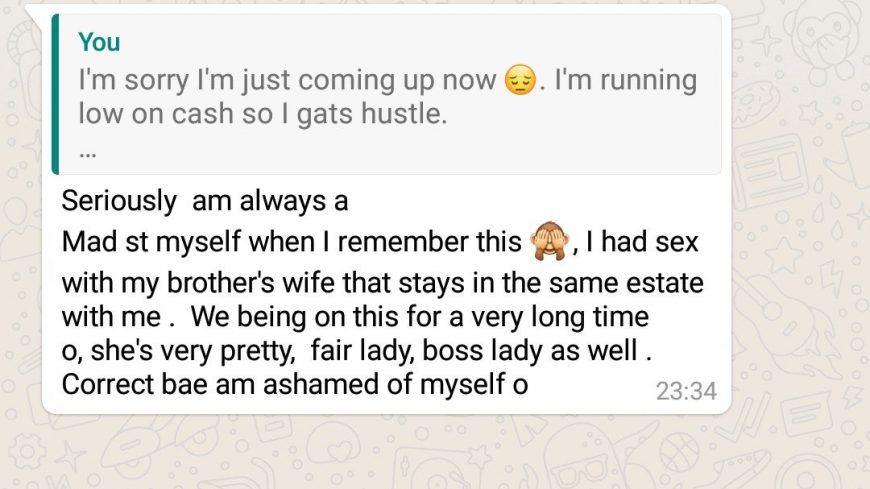 You
I'm sorry I'm just coming up now 😔. I'm running
low on cash so I gats hustle.
...
Seriously  am always a
Mad st myself when I remember this 🙈, I had sex
with my brother's wife that stays in the same estate
with me .  We being on this for a very long time
o, she's very pretty,  fair lady, boss lady as well .
Correct bae am ashamed of myself o
23:34